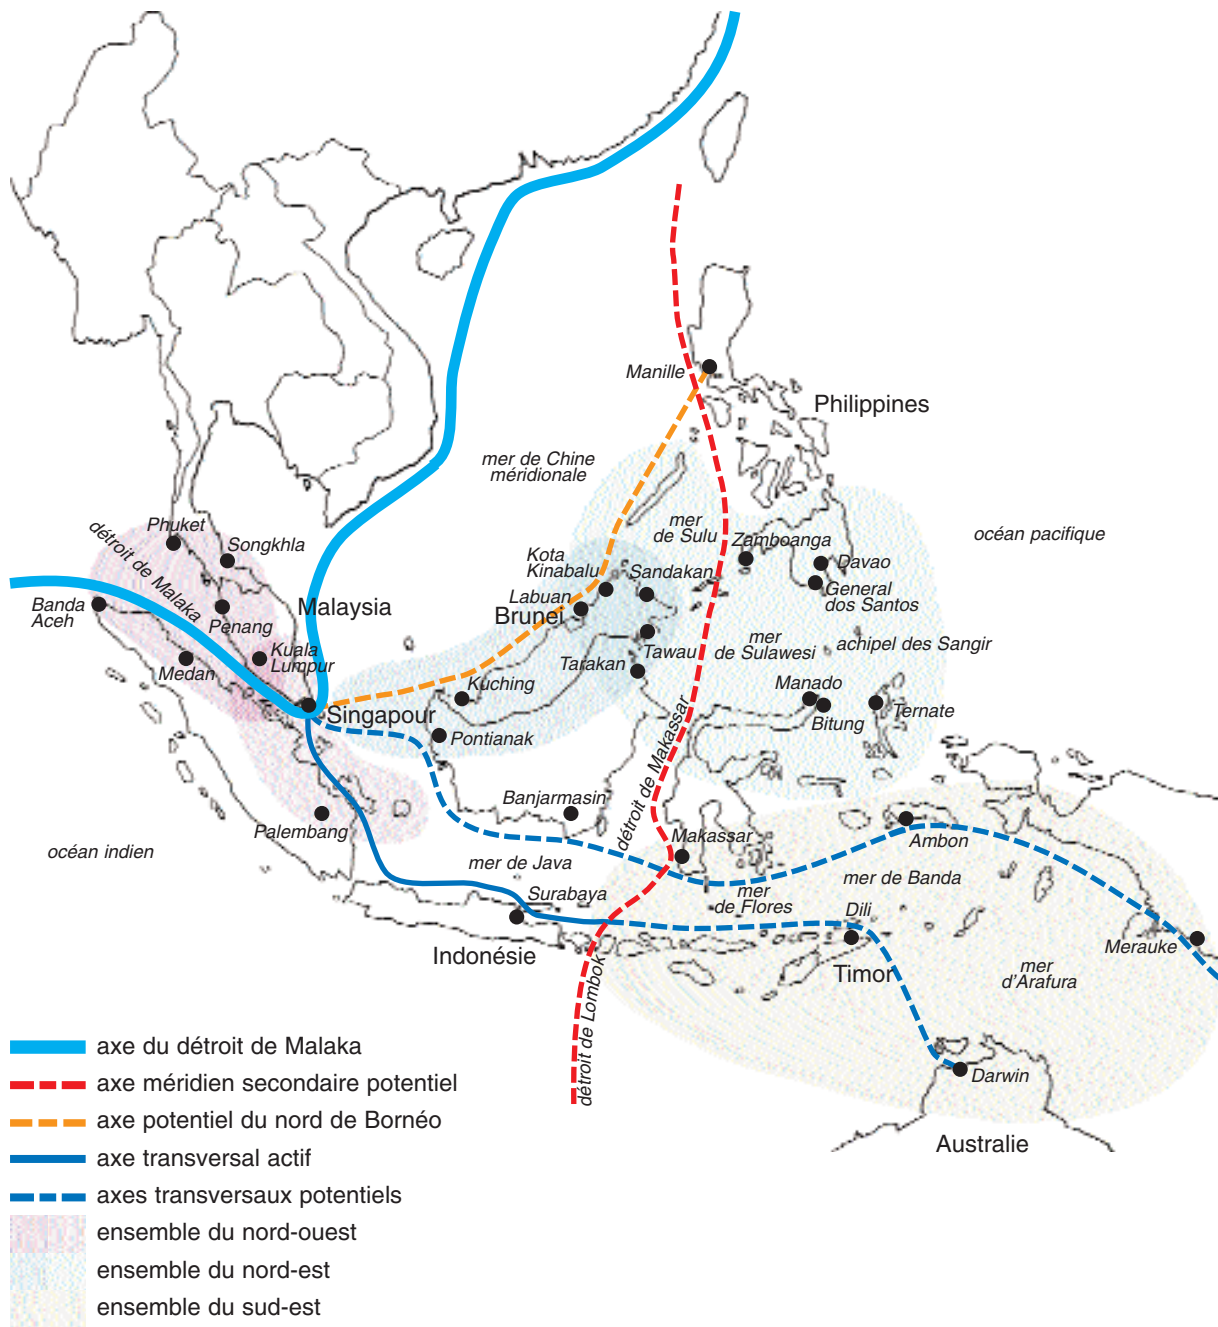 Manille
Philippines
mer de Chine
méridionale
océan pacifique
mer
de Sulu
Phuket
Songkhla
détroit de Malaka
Zamboanga
Davao
Kota
Kinabalu
Sandakan
General
dos Santos
Labuan
Brunei
Banda
Aceh
Malaysia
Penang
Kuala
Lumpur
Medan
Tawau
Tarakan
mer
de Sulawesi
achipel des Sangir
Kuching
Manado
Bitung
Ternate
Singapour
Pontianak
détroit de Makassar
Banjarmasin
Palembang
Makassar
Ambon
océan indien
mer de Java
mer de Banda
Surabaya
mer
de Flores
Dili
Indonésie
Merauke
Timor
mer
d'Arafura
détroit de Lombok
Darwin
Australie
axe du détroit de Malaka
axe méridien secondaire potentiel
axe potentiel du nord de Bornéo
axe transversal actif
axes transversaux potentiels
ensemble du nord-ouest
ensemble du nord-est
ensemble du sud-est